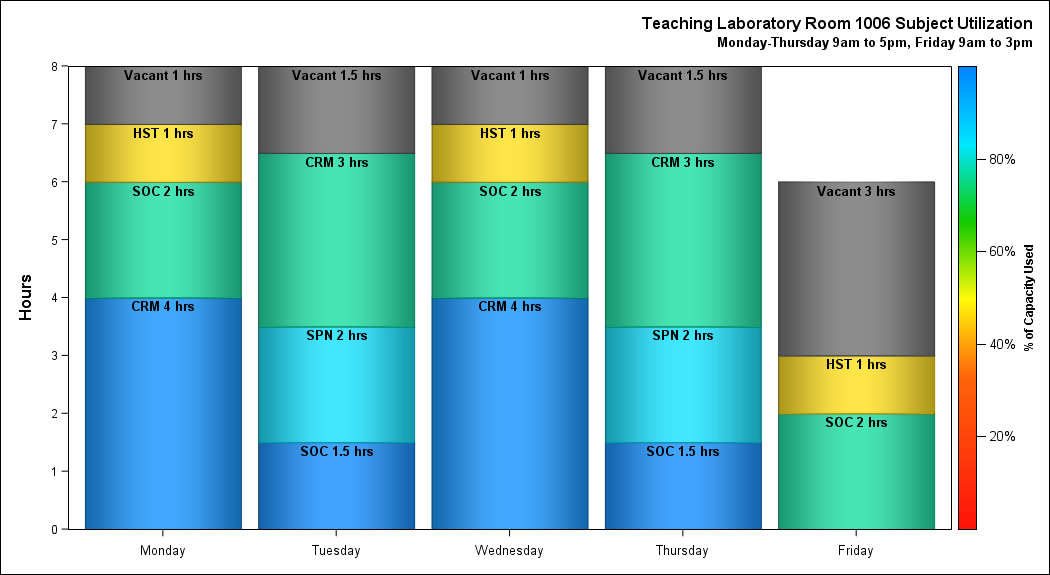 Teaching Laboratory Room 1006 Subject Utilization
Monday-Thursday 9am to 5pm, Friday 9am to 3pm
Hours
8
7
6
5
4
3
2
1
0
Vacant 1 hrs
HST 1 hrs
SOC 2 hrs
CRM 4 hrs
Vacant 1.5 hrs
CRM 3 hrs
SPN 2 hrs
SOC 1.5 hrs
Vacant 1 hrs
HST 1 hrs
SOC 2 hrs
CRM 4 hrs
Vacant 1.5 hrs
CRM 3 hrs
SPN 2 hrs
SOC 1.5 hrs
Vacant 3 hrs
HST 1 hrs
SOC 2 hrs
Monday
Tuesday
Wednesday
Thursday
Friday
80%
60%
40%
20%
% of Capacity Used